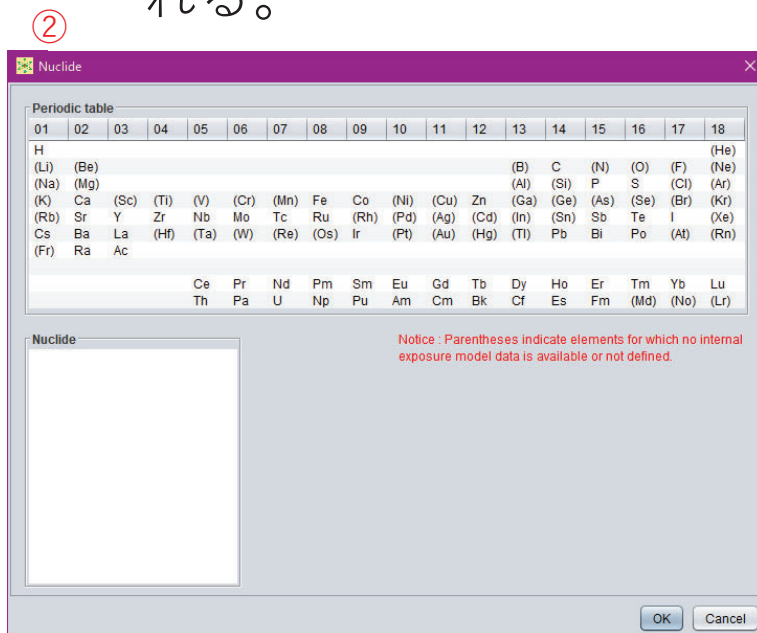 れる。
②
Nuclide
Periodic table
01 02 03 04 05 06 07 08 09 10 11 12 13 14 15 16 17 18
H (He)
(Li) (Be) (B) C (N) (O) (F) (Ne)
(Na) (Mg) (Al) (Si) P S (Cl) (Ar)
(K) Ca (Sc) (Ti) (V) (Cr) (Mn) Fe Co (Ni) (Cu) Zn (Ga) (Ge) (As) (Se) (Br) (Kr)
(Rb) Sr Y Zr Nb Mo Tc Ru (Rh) (Pd) (Ag) (Cd) (In) (Sn) Sb Te I (Xe)
Cs Ba La (Hf) (Ta) (W) (Re) (Os) Ir (Pt) (Au) (Hg) (Tl) Pb Bi Po (At) (Rn)
(Fr) Ra Ac
Ce Pr Nd Pm Sm Eu Gd Tb Dy Ho Er Tm Yb Lu
Th Pa U Np Pu Am Cm Bk Cf Es Fm (Md) (No) (Lr)
Nuclide
Notice : Parentheses indicate elements for which no internal
exposure model data is available or not defined.
OK Cancel